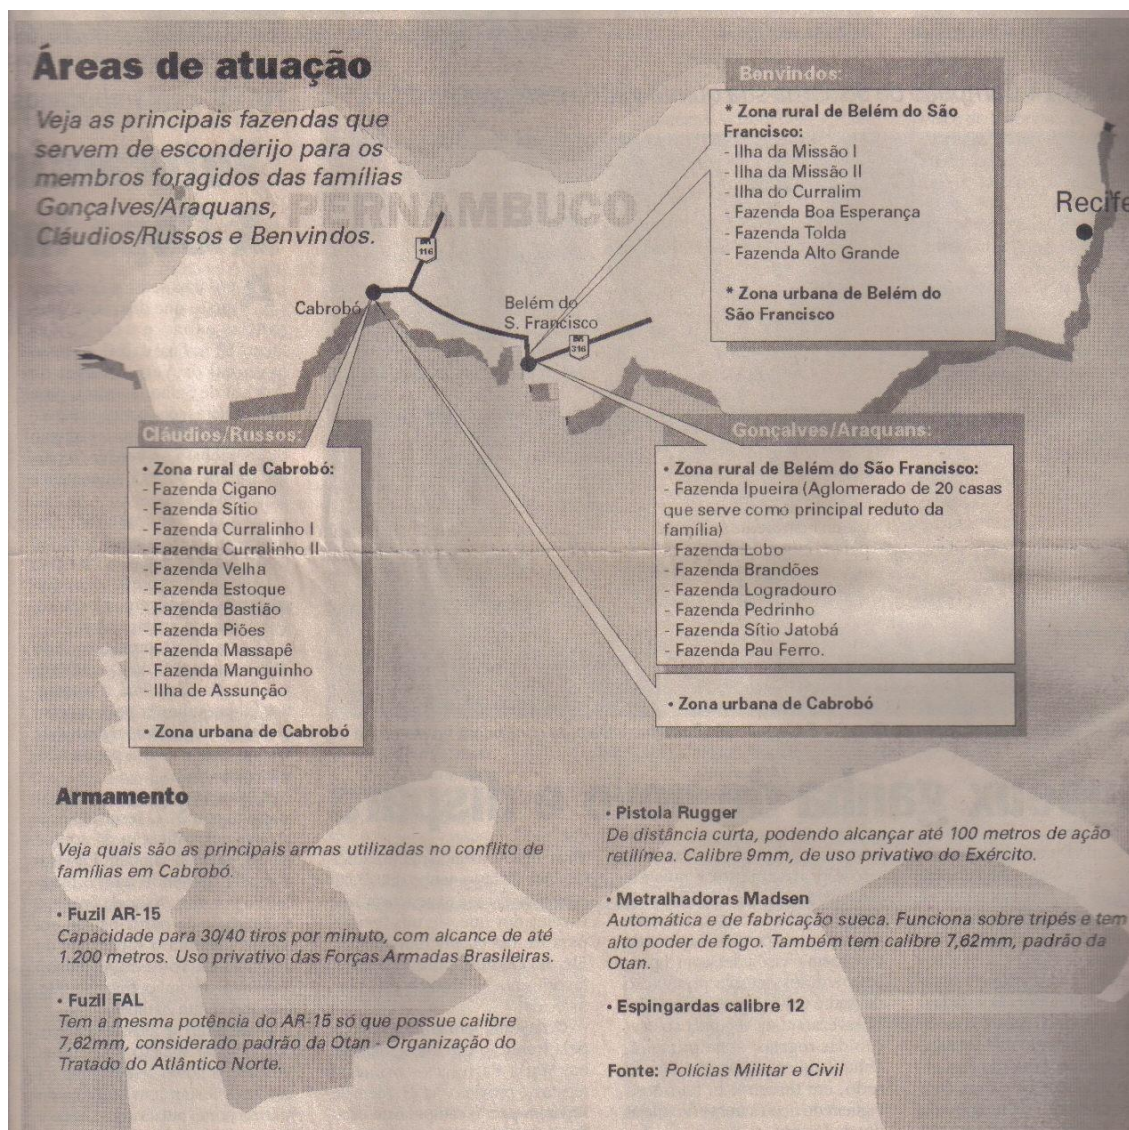 Áreas de atuação
Veja as principais fazendas que
servem de esconderijo para os
membros foragidos das famílias
Gonçalves/Araquans,
Cláudios/Russos e Benvindos.
PERNAMBUCO
BR
116
Cabrobó
Belém do
S. Francisco
BR
316
Recife
Benvindos:
* Zona rural de Belém do São
Francisco:
- Ilha da Missão I
- Ilha da Missão II
- Ilha do Curralim
- Fazenda Boa Esperança
- Fazenda Tolda
- Fazenda Alto Grande
* Zona urbana de Belém do
São Francisco
Cláudios/Russos:
• Zona rural de Cabrobó:
- Fazenda Cigano
- Fazenda Sítio
- Fazenda Curralinho I
- Fazenda Curralinho II
- Fazenda Velha
- Fazenda Estoque
- Fazenda Bastião
- Fazenda Piões
- Fazenda Massapê
- Fazenda Manguinho
- Ilha de Assunção
• Zona urbana de Cabrobó
Gonçalves/Araquans:
• Zona rural de Belém do São Francisco:
- Fazenda Ipueira (Aglomerado de 20 casas
que serve como principal reduto da
família)
- Fazenda Lobo
- Fazenda Brandões
- Fazenda Logradouro
- Fazenda Pedrinho
- Fazenda Sítio Jatobá
- Fazenda Pau Ferro.
• Zona urbana de Cabrobó
Armamento
Veja quais são as principais armas utilizadas no conflito de
famílias em Cabrobó.
• Fuzil AR-15
Capacidade para 30/40 tiros por minuto, com alcance de até
1.200 metros. Uso privativo das Forças Armadas Brasileiras.
• Fuzil FAL
Tem a mesma potência do AR-15 só que possue calibre
7,62mm, considerado padrão da Otan - Organização do
Tratado do Atlântico Norte.
• Pistola Rugger
De distância curta, podendo alcançar até 100 metros de ação
retilínea. Calibre 9mm, de uso privativo do Exército.
• Metralhadoras Madsen
Automática e de fabricação sueca. Funciona sobre tripés e tem
alto poder de fogo. Também tem calibre 7,62mm, padrão da
Otan.
• Espingardas calibre 12
Fonte: Polícias Militar e Civil